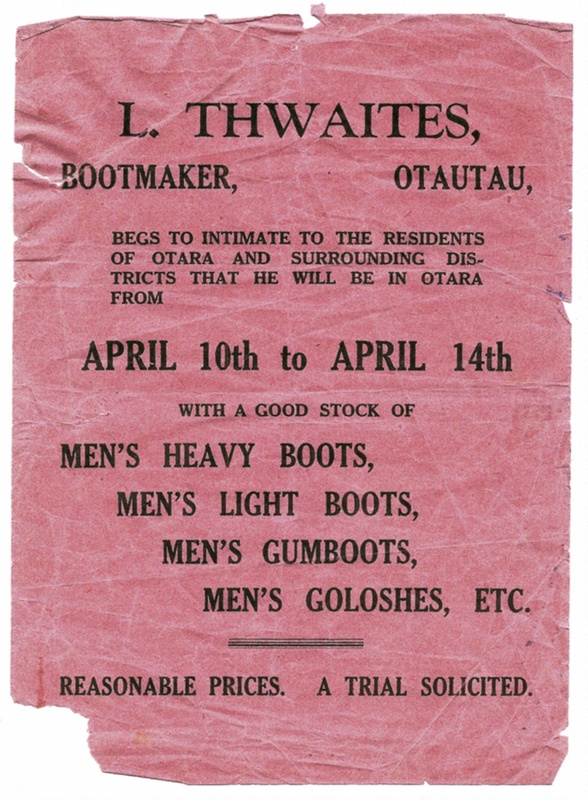 L. THWAITES,
BOOTMAKER, OTAUTAU,
BEGS TO INTIMATE TO THE RESIDENTS
OF OTARA AND SURROUNDING DIS-
TRICTS THAT HE WILL BE IN OTARA
FROM
APRIL 10th to APRIL 14th
WITH A GOOD STOCK OF
MEN'S HEAVY BOOTS,
MEN'S LIGHT BOOTS,
MEN'S GUMBOOTS,
MEN'S GOLOSHES, ETC.
REASONABLE PRICES. A TRIAL SOLICITED.